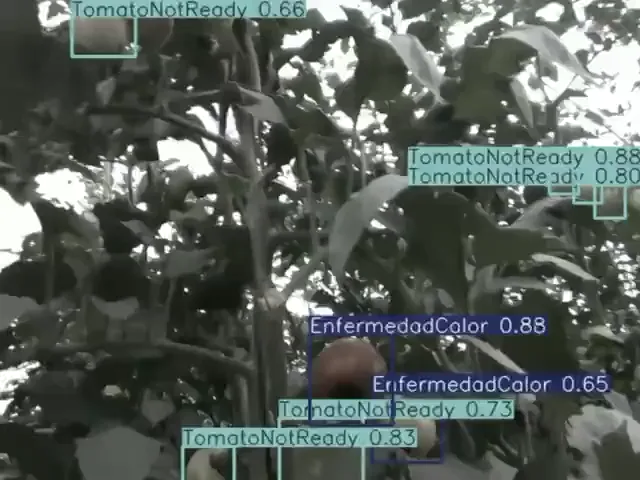 TomatoNotReady 0.66
TomatoNotReady 0.88
TomatoNotReady 0.80
EnfermedadColor 0.88
EnfermedadColor 0.65
TomatoNotReady 0.73
TomatoNotReady 0.83